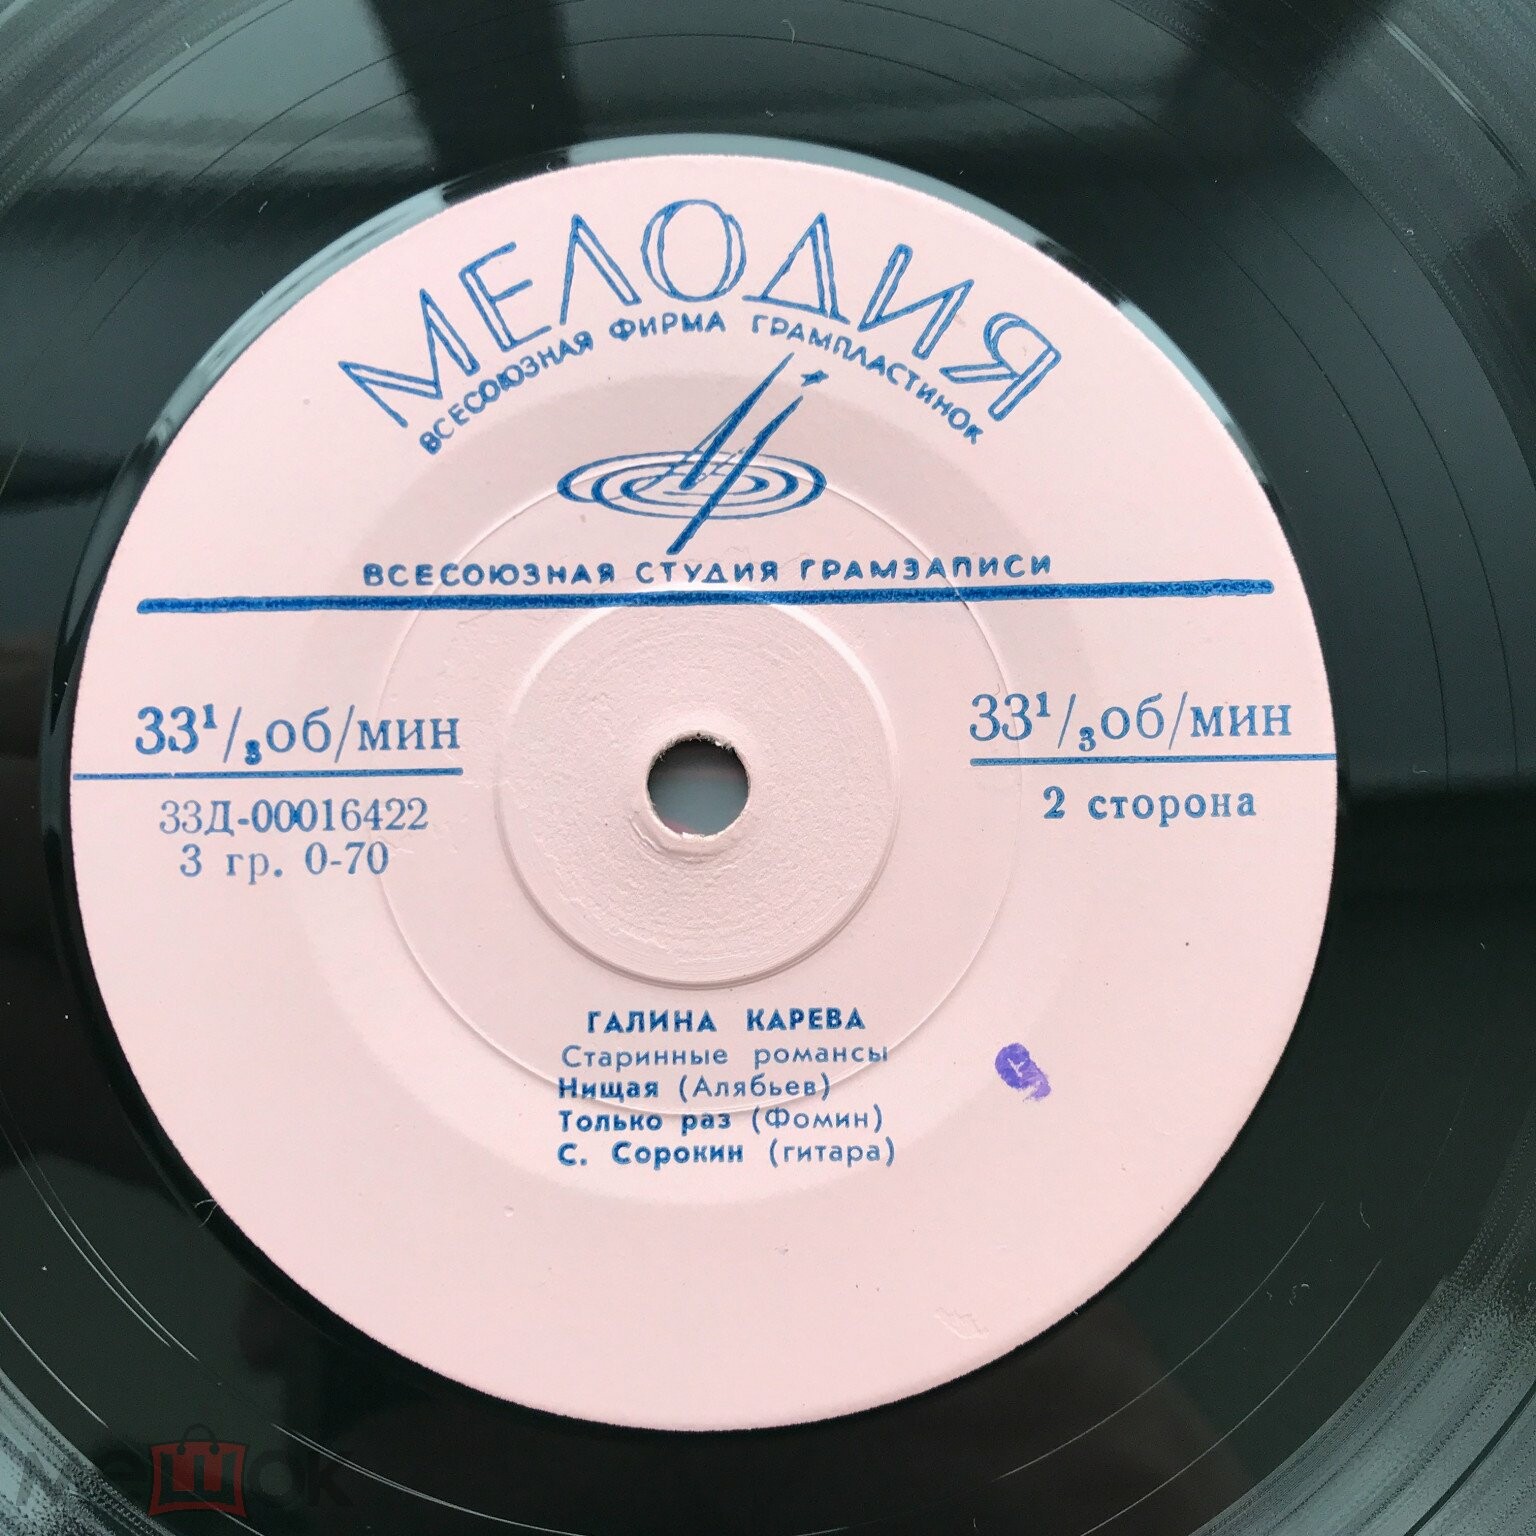 МЕЛОДИЯ
ВСЕСОЮЗНАЯ ФИРМА ГРАМПЛАСТИНОК
ВСЕСОЮЗНАЯ СТУДИЯ ГРАМЗАПИСИ
33¹/₃об/мин
33¹/₃об/мин
33Д-00016422
3 гр. 0-70
2 сторона
ГАЛИНА КАРЕВА
Старинные романсы
Нищая (Алябьев)
Только раз (Фомин)
С. Сорокин (гитара)
мешок